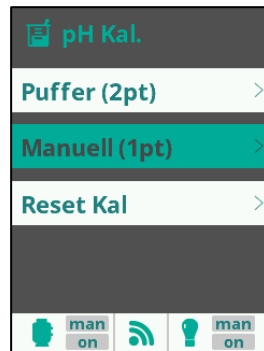 pH Kal.
Puffer (2pt)
Manuell (1pt)
Reset Kal
man man
on on